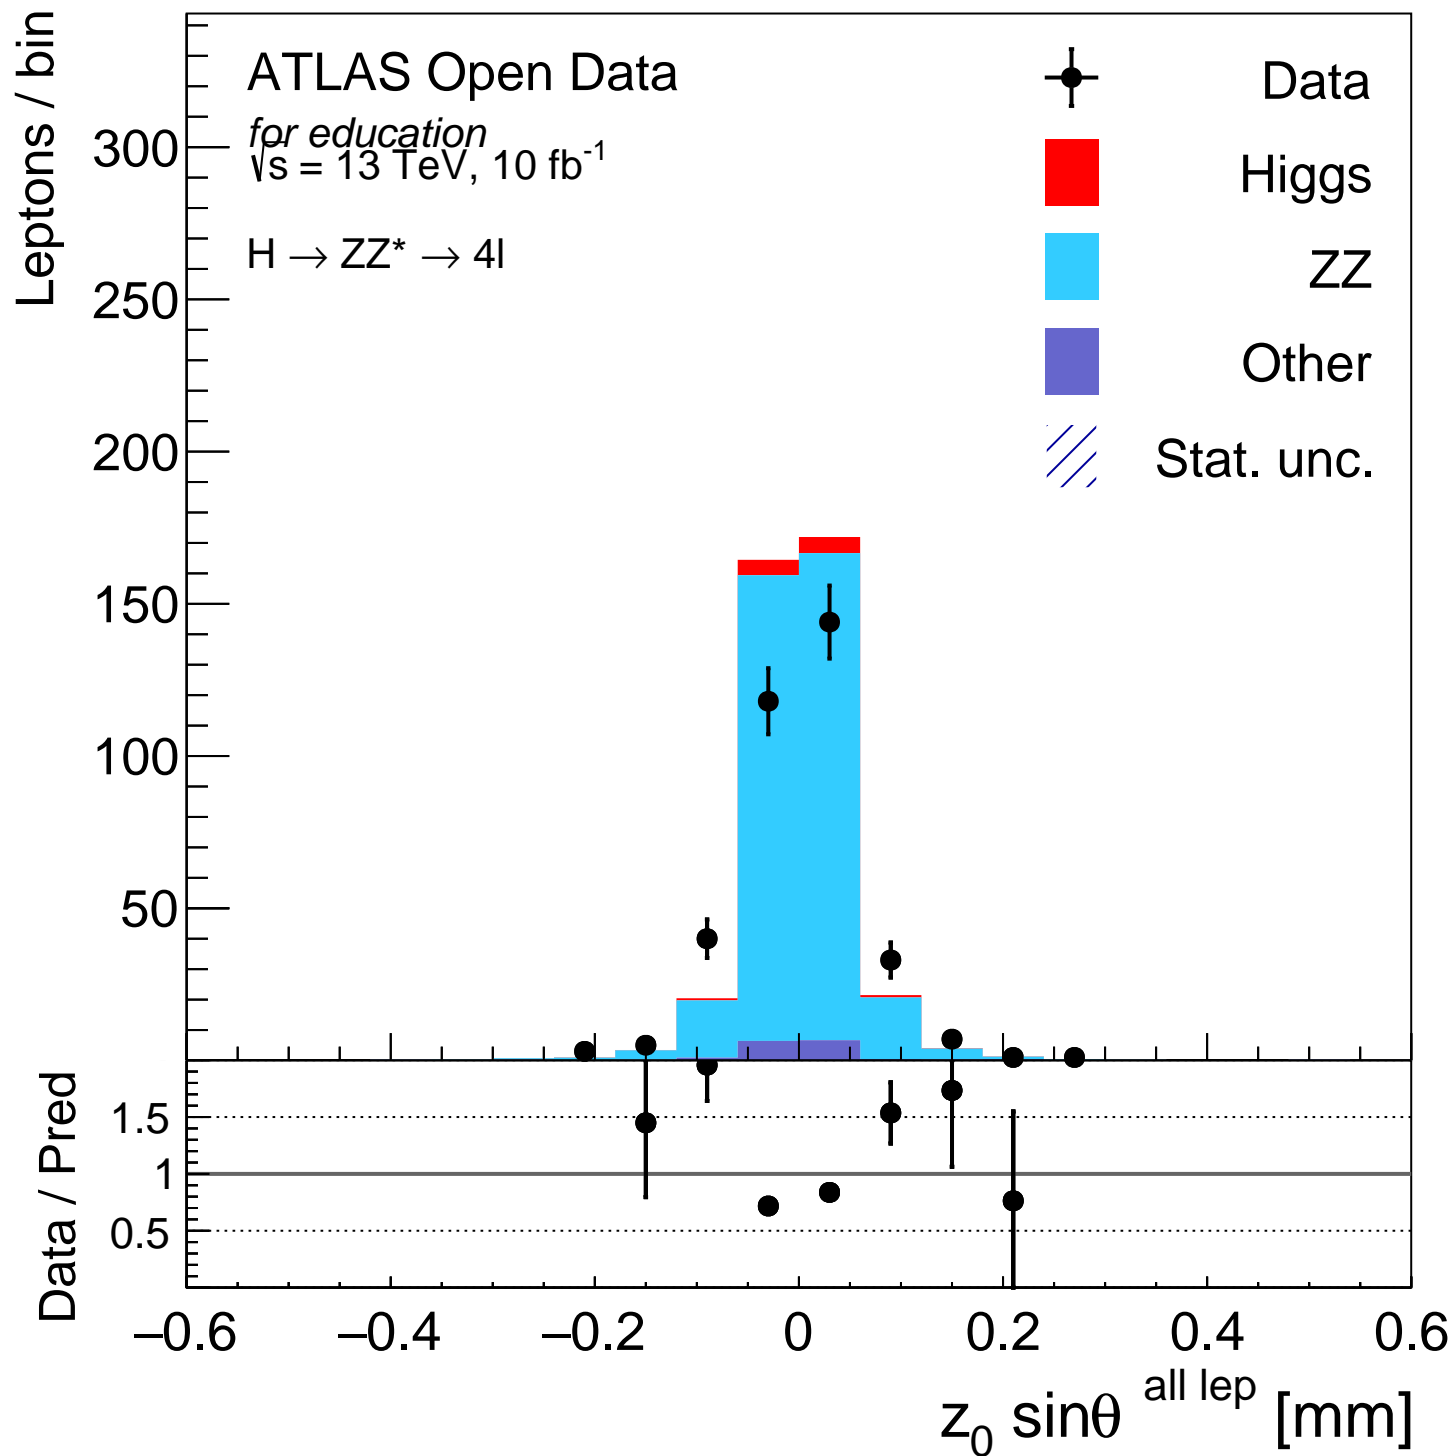 Leptons / bin
300
250
200
150
100
50
ATLAS Open Data
for education
√s = 13 TeV, 10 fb⁻¹
H → ZZ* → 4l
Data
Higgs
ZZ
Other
Stat. unc.
Data / Pred
1.5
1
0.5
−0.6 −0.4 −0.2 0 0.2 0.4 0.6
z₀ sinθ all lep [mm]